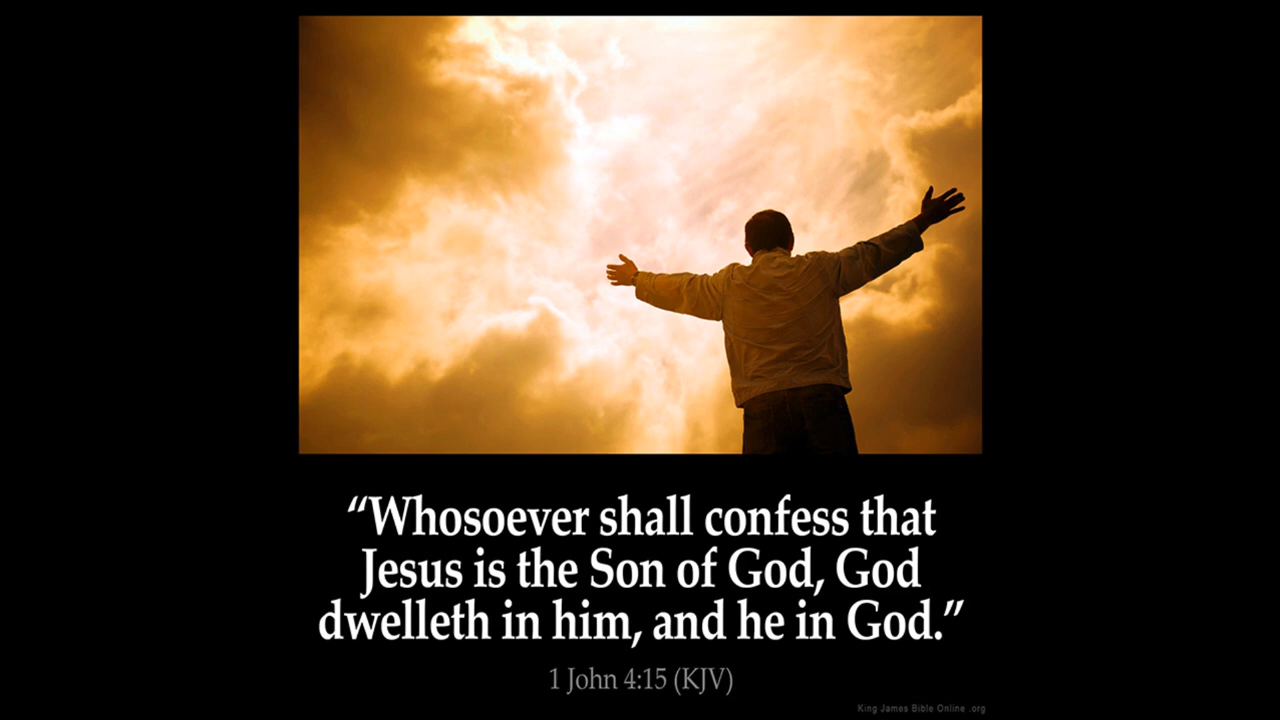 “Whosoever shall confess that
Jesus is the Son of God, God
dwelleth in him, and he in God.”
1 John 4:15 (KJV)
King James Bible Online .org